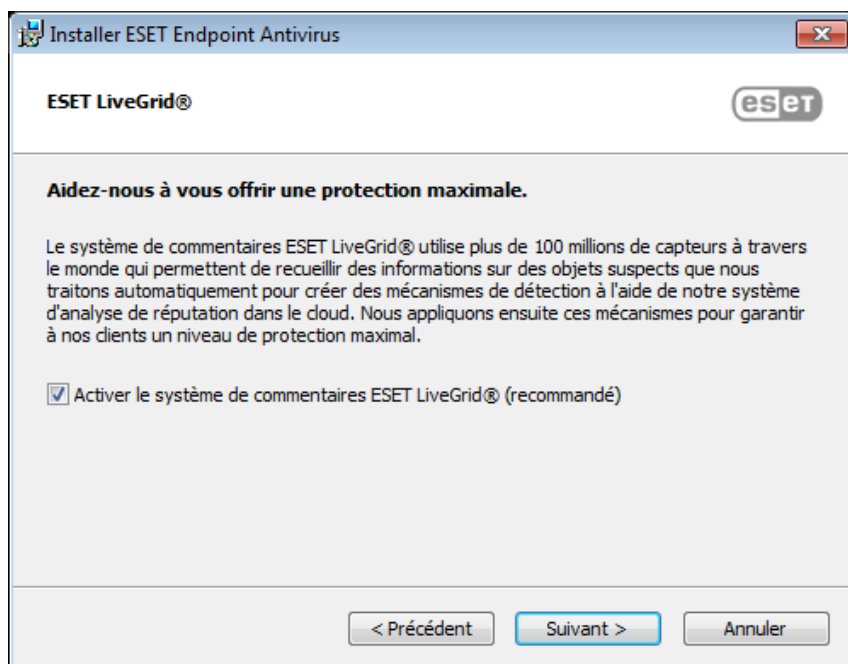 Installer ESET Endpoint Antivirus
ESET LiveGrid®
eseT
Aidez-nous à vous offrir une protection maximale.
Le système de commentaires ESET LiveGrid® utilise plus de 100 millions de capteurs à travers
le monde qui permettent de recueillir des informations sur des objets suspects que nous
traitons automatiquement pour créer des mécanismes de détection à l'aide de notre système
d'analyse de réputation dans le cloud. Nous appliquons ensuite ces mécanismes pour garantir
à nos clients un niveau de protection maximal.
Activer le système de commentaires ESET LiveGrid® (recommandé)
< Précédent
Suivant >
Annuler